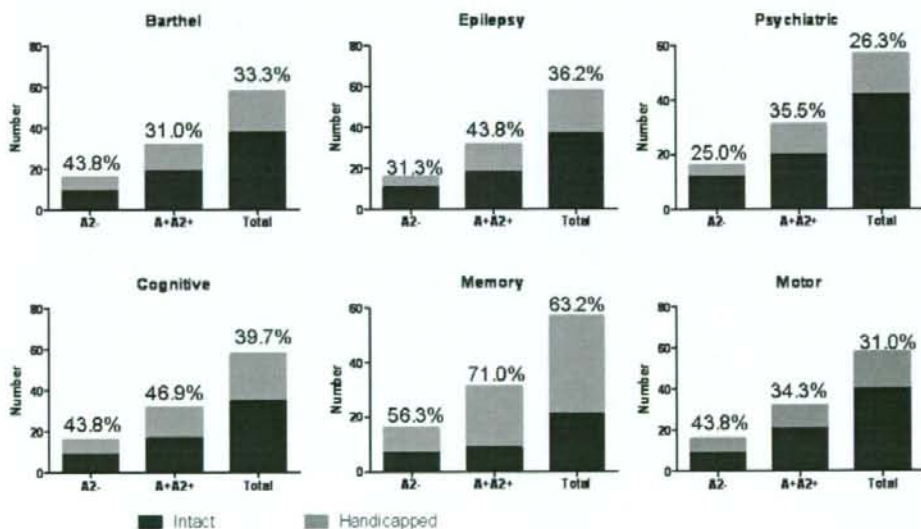 Barthel
Epilepsy
Psychiatric
80
60
40
20
0
Number
43.8%
31.0%
33.3%
A2-
A+A2+
Total
80
60
40
20
0
Number
31.3%
43.8%
36.2%
A2-
A+A2+
Total
60
40
20
0
Number
25.0%
35.5%
26.3%
A2-
A+A2+
Total
Cognitive
Memory
Motor
80
60
40
20
0
Number
43.8%
46.9%
39.7%
A2-
A+A2+
Total
60
40
20
0
Number
56.3%
71.0%
63.2%
A2-
A+A2+
Total
80
60
40
20
0
Number
43.8%
34.3%
31.0%
A2-
A+A2+
Total
Intact
Handicapped